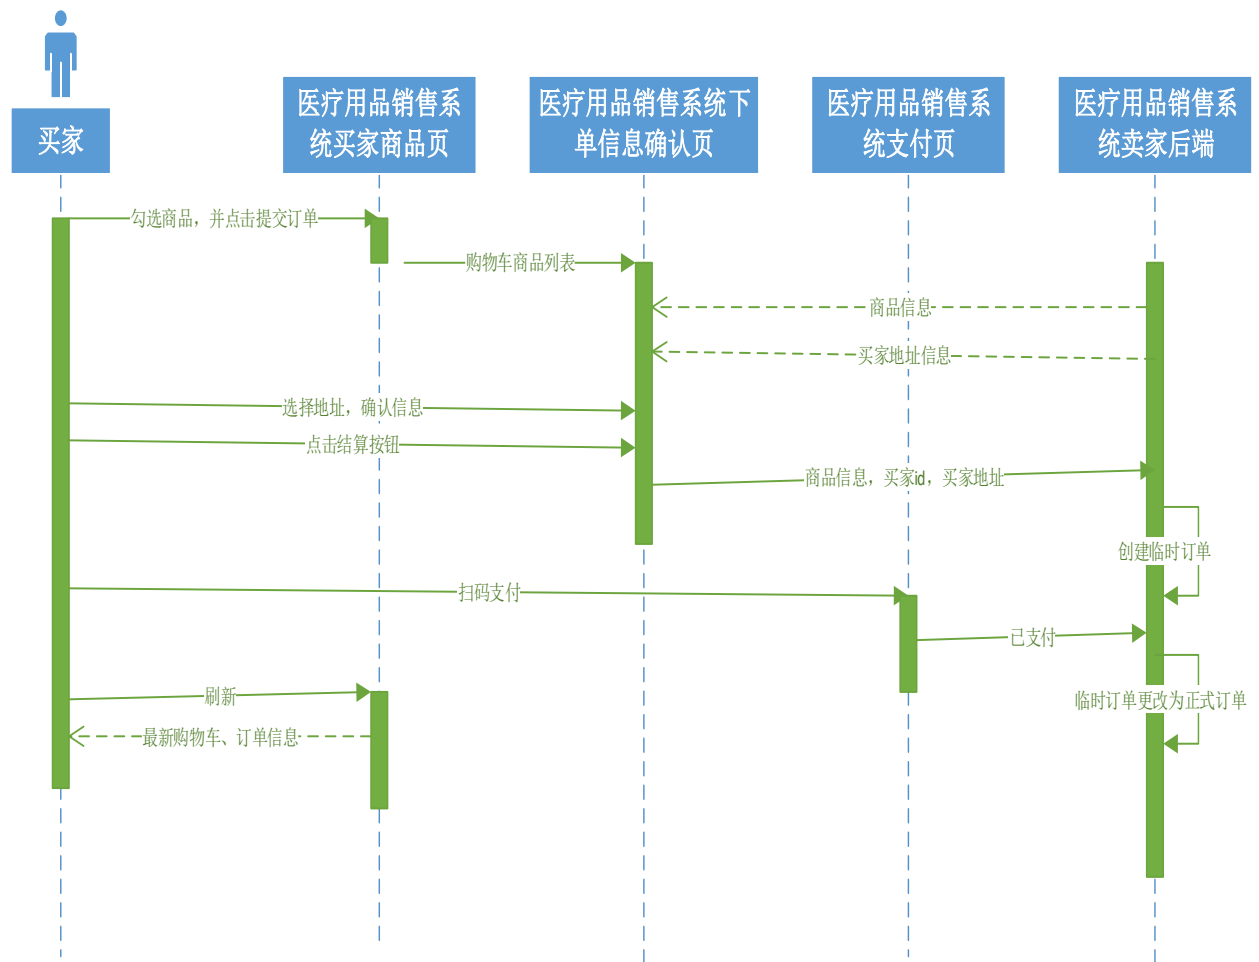 买家
医疗用品销售系
统买家商品页
医疗用品销售系统下
单信息确认页
医疗用品销售系
统支付页
医疗用品销售系
统卖家后端
勾选商品，并点击提交订单
购物车商品列表
商品信息
买家地址信息
选择地址，确认信息
点击结算按钮
商品信息，买家id，买家地址
创建临时订单
扫码支付
已支付
刷新
临时订单更改为正式订单
最新购物车、订单信息